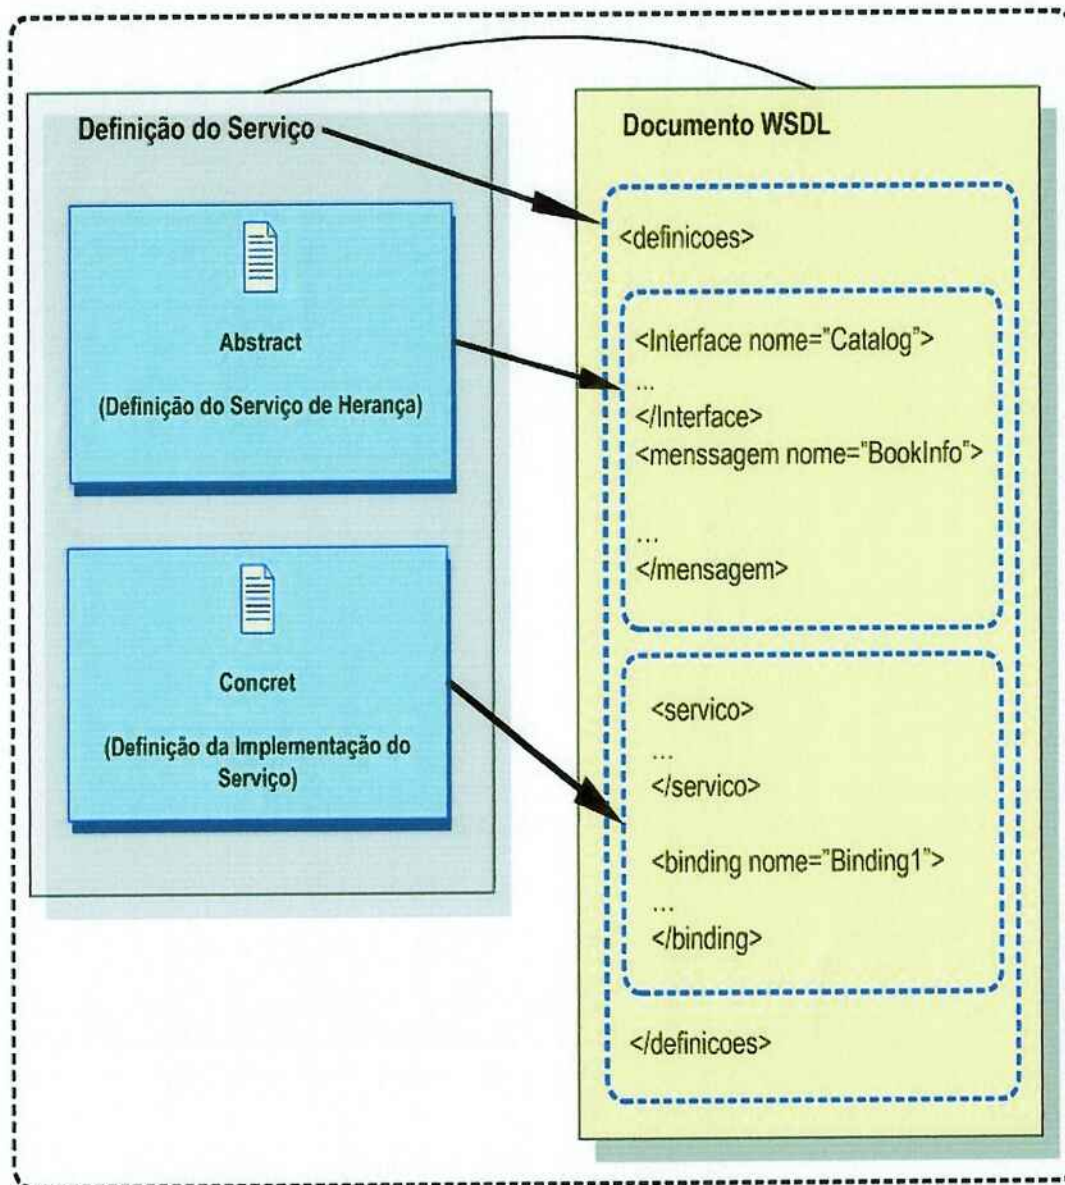 Definição do Serviço
Abstract
(Definição do Serviço de Herança)
Concret
(Definição da Implementação do
Serviço)
Documento WSDL
<definicoes>
<Interface nome="Catalog">
...
</Interface>
<menssagem nome="BookInfo">
...
</mensagem>
<servico>
...
</servico>
<binding nome="Binding1">
...
</binding>
</definicoes>